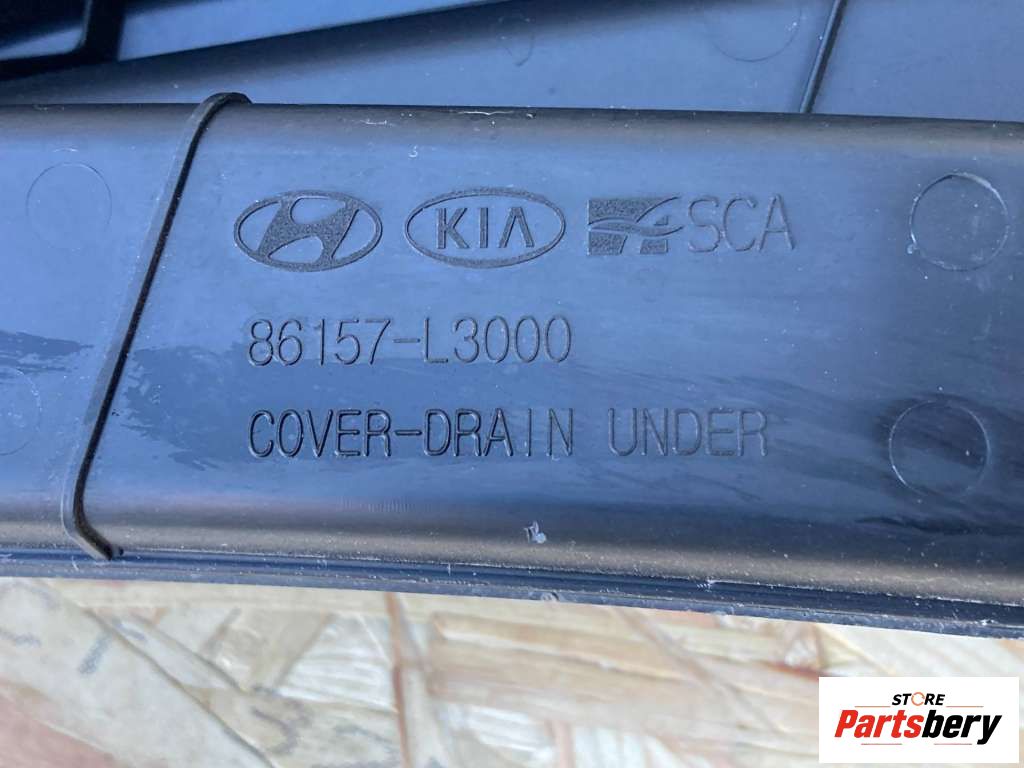 KIA SCA
86157-L3000
COVER-DRAIN UNDER
STORE
Partsbery